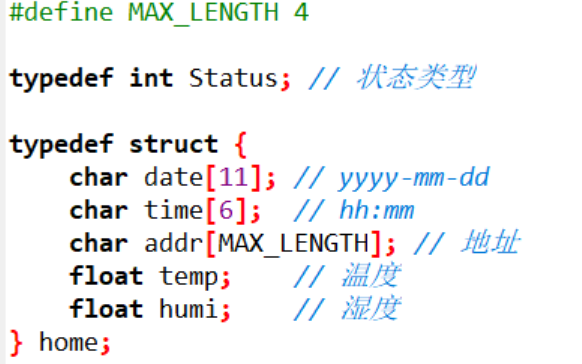 #define MAX_LENGTH 4
typedef int Status; // 状态类型
typedef struct {
char date[11]; // yyyy-mm-dd
char time[6]; // hh:mm
char addr[MAX_LENGTH]; // 地址
float temp; // 温度
float humi; // 湿度
} home;